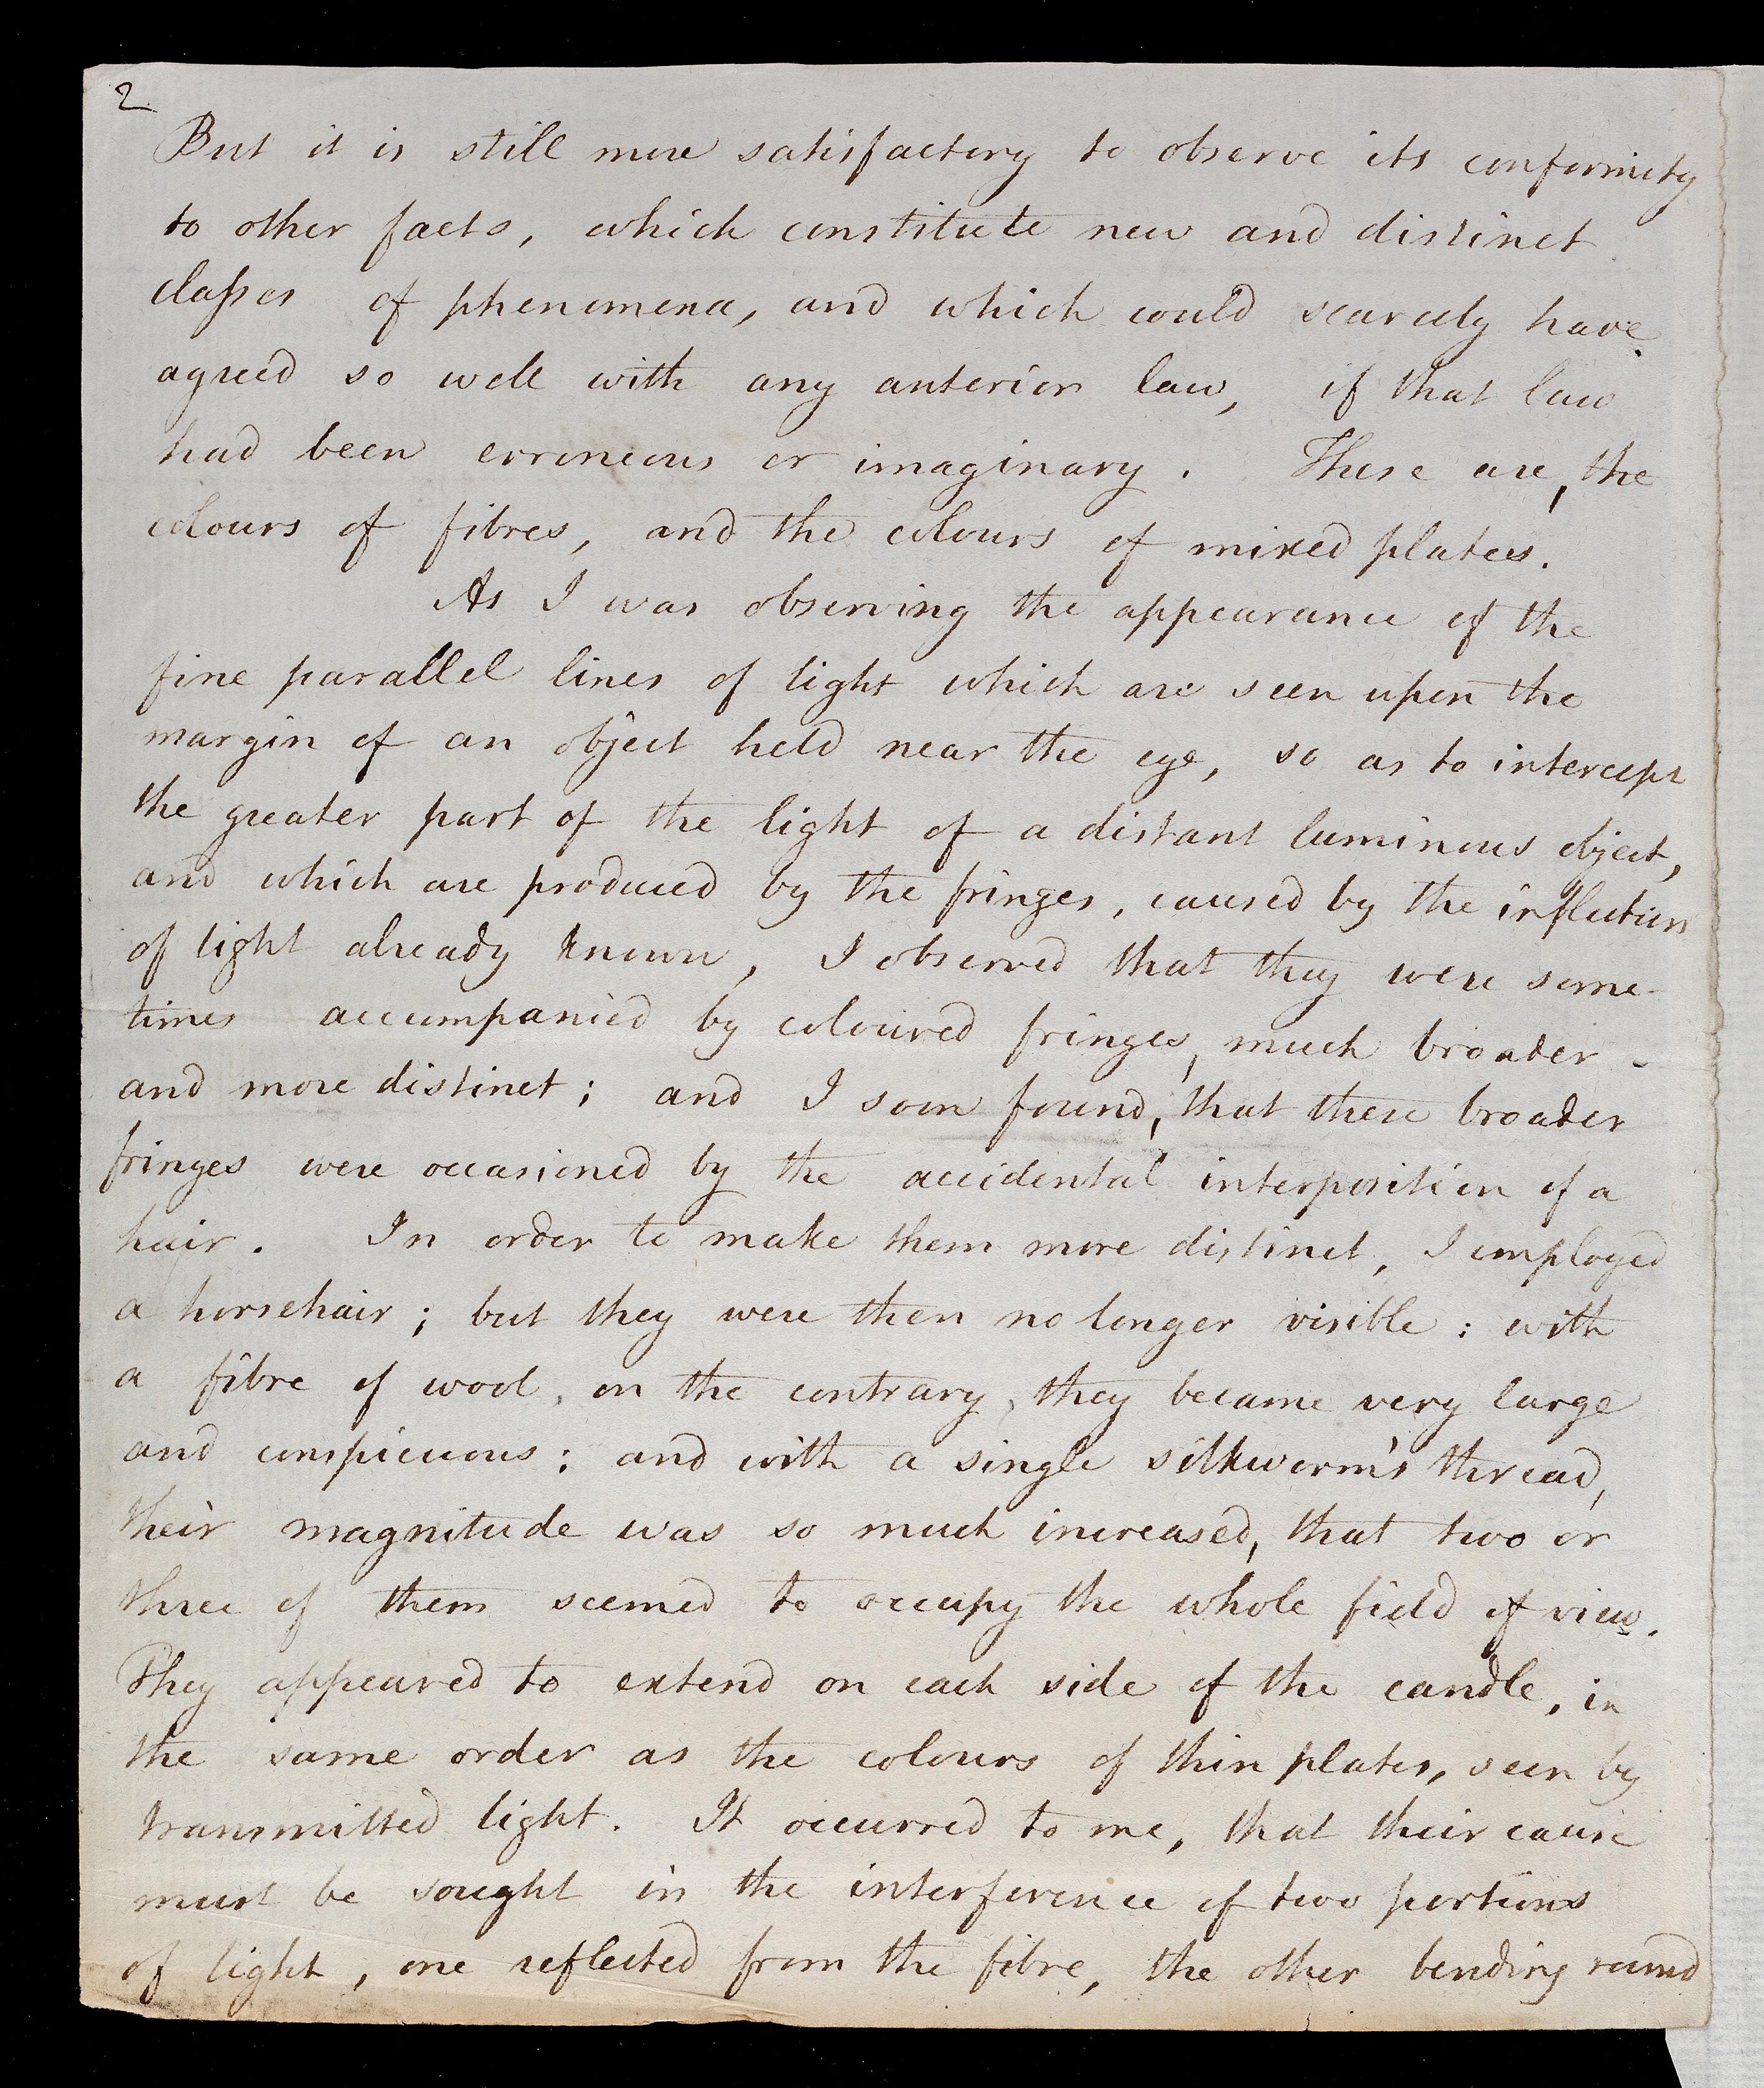 2
But it is still more satisfactory to observe its conformity
to other facts, which constitute new and distinct
classes of phenomena, and which could scarcely have
agreed so well with any anterior law, if that law
had been erroneous or imaginary. These are, the
colours of fibres, and the colours of mixed plates.
As I was observing the appearance of the
fine parallel lines of light which are seen upon the
margin of an object held near the eye, so as to intercept
the greater part of the light of a distant luminous object,
and which are produced by the fringes, caused by the inflection
of light already known, I observed that they were some-
times accompanied by coloured fringes, much broader
and more distinct; and I soon found, that these broader
fringes were occasioned by the accidental interposition of a
hair. In order to make them more distinct, I employed
a horsehair; but they were then no longer visible: with
a fibre of wool, on the contrary, they became very large
and conspicuous: and with a single silkworm's thread,
their magnitude was so much increased, that two or
three of them seemed to occupy the whole field of view.
They appeared to extend on each side of the candle, in
the same order as the colours of thin plates, seen by
transmitted light. It occurred to me, that their cause
must be sought in the interference of two portions
of light, one reflected from the fibre, the other bending round